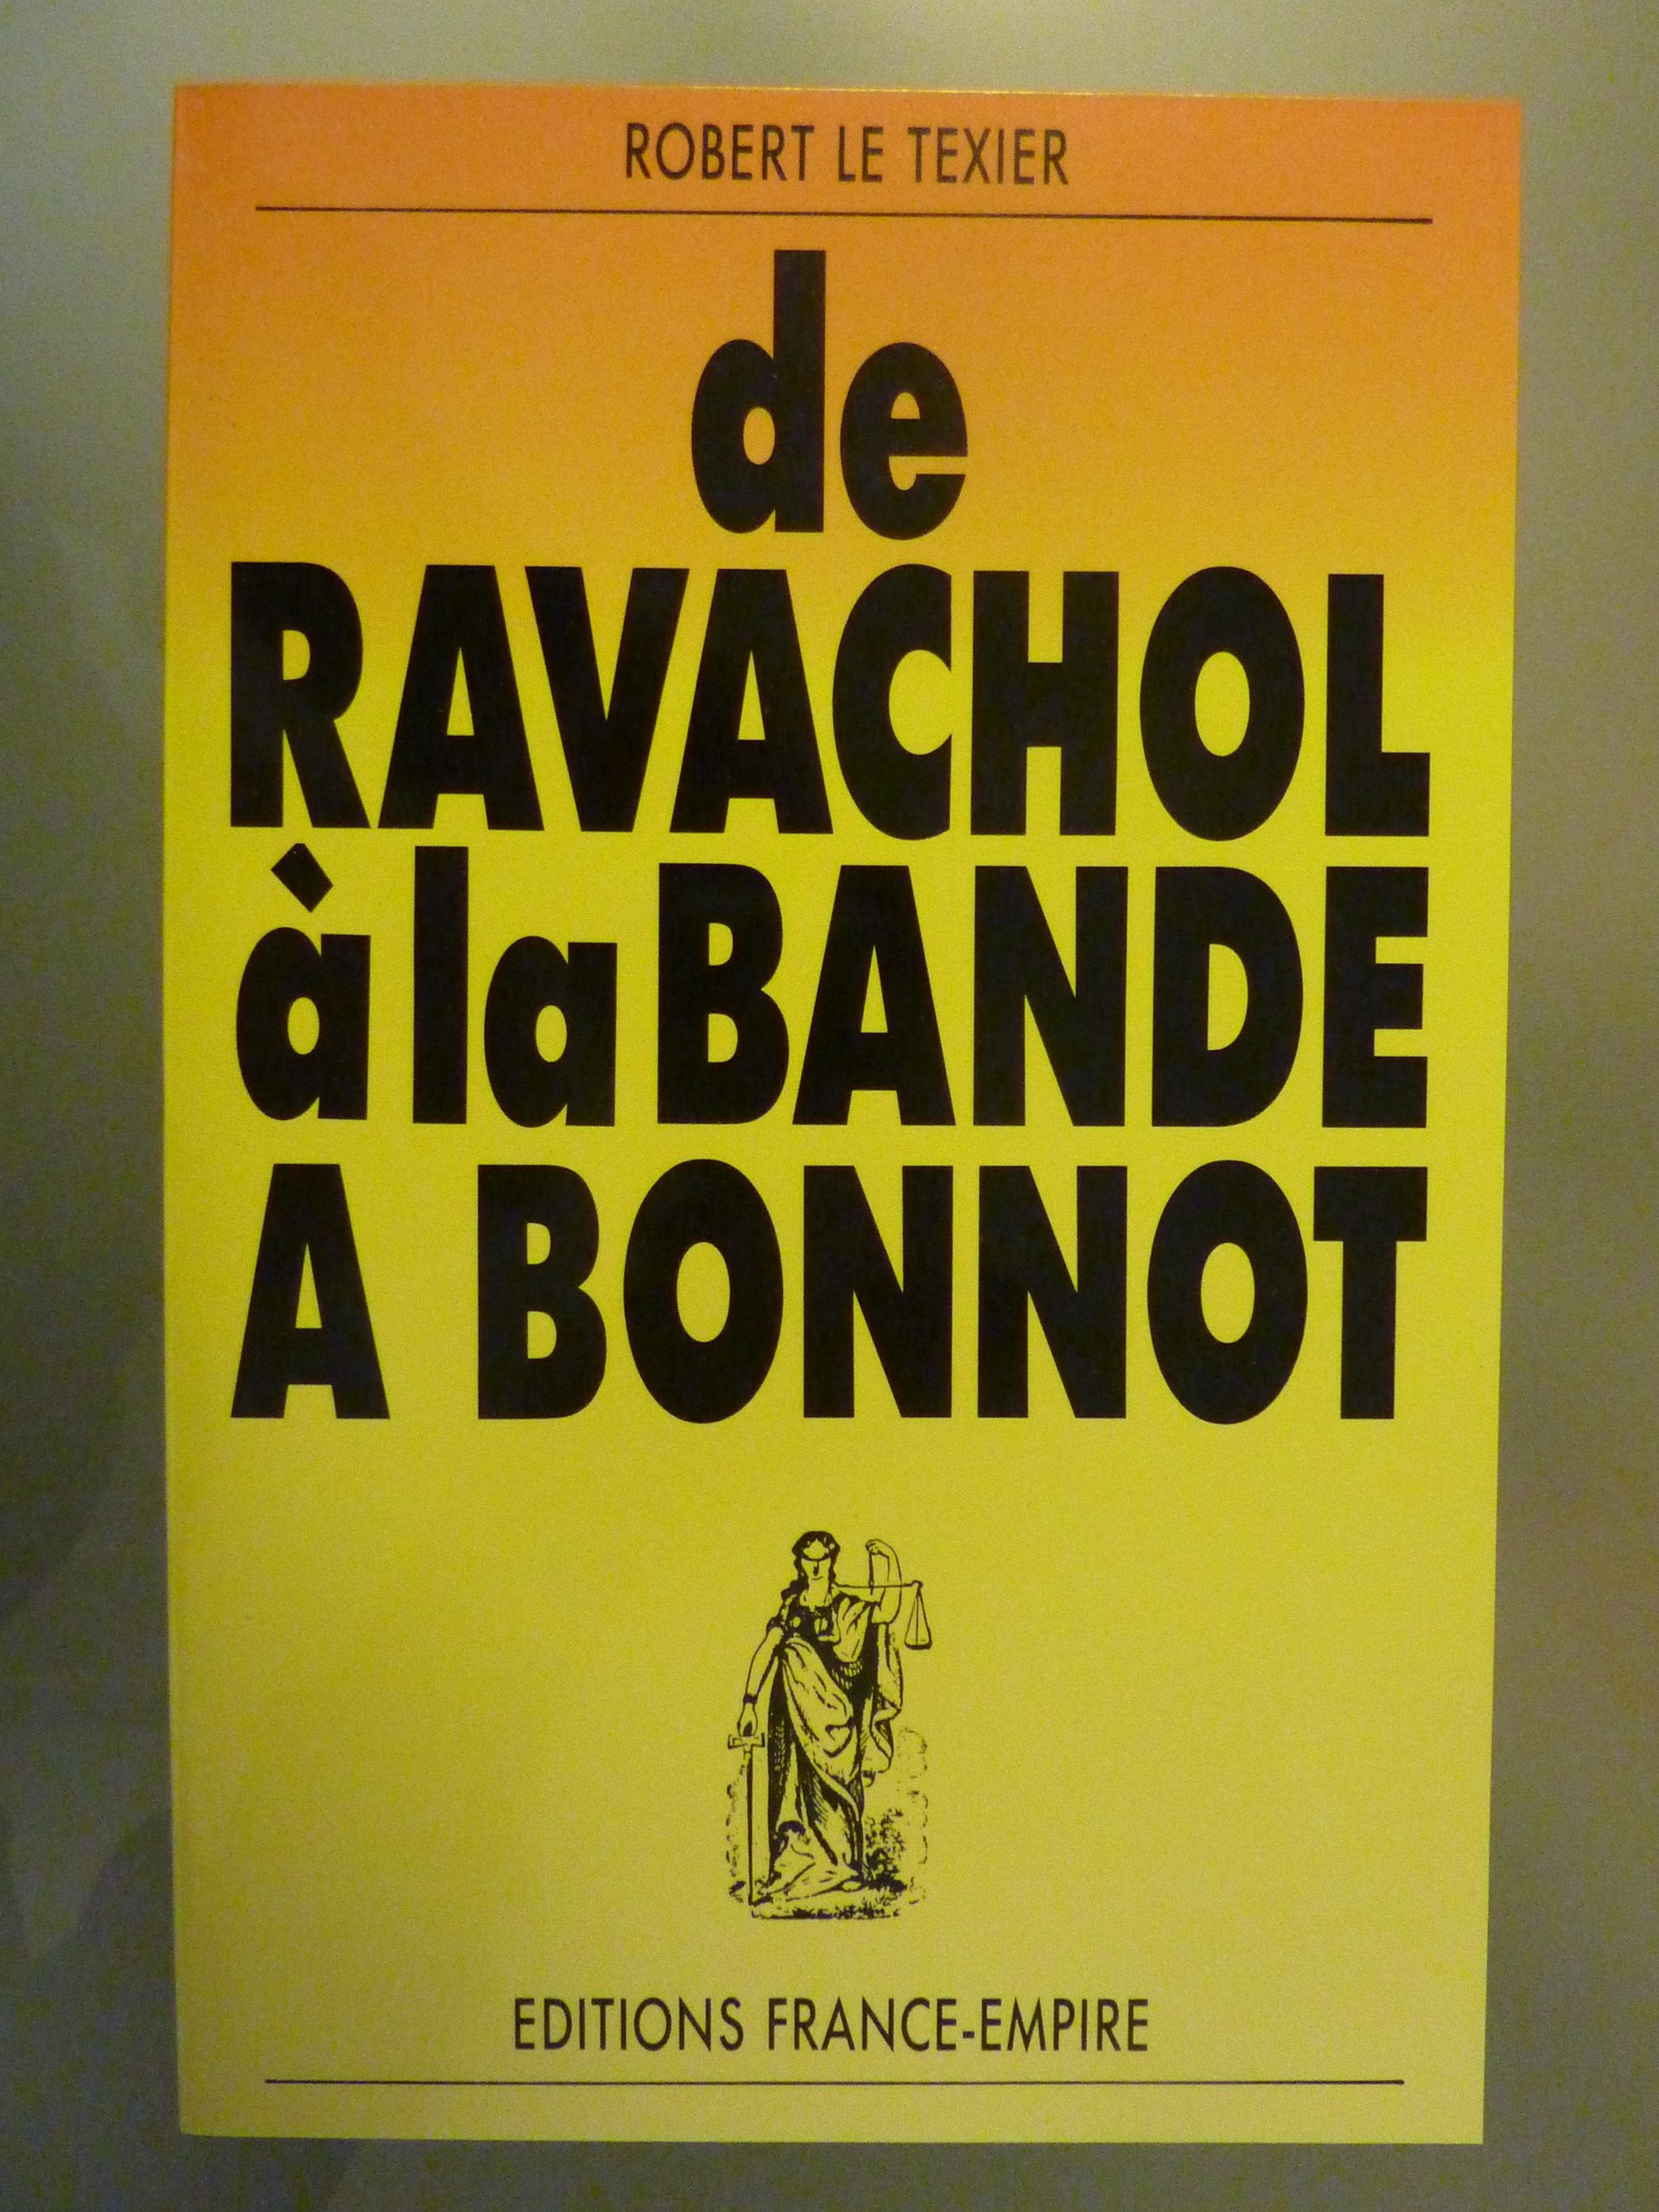 ROBERT LE TEXIER
de
RAVACHOL
à la BANDE
A BONNOT
EDITIONS FRANCE-EMPIRE